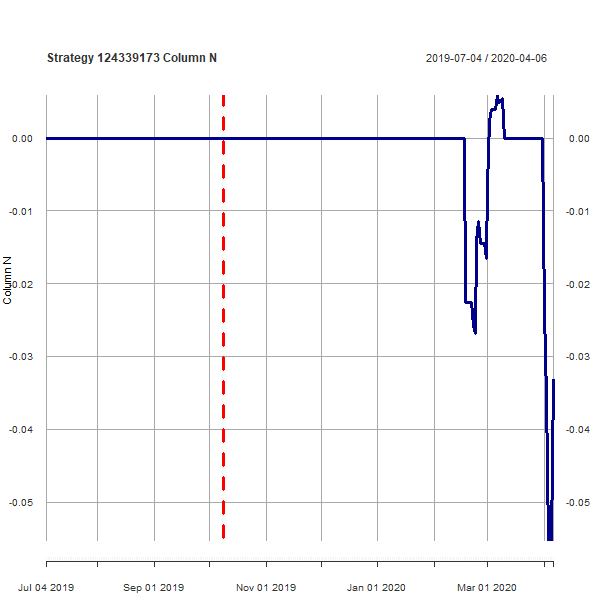 Strategy 124339173 Column N
2019-07-04 / 2020-04-06
0.00
0.00
-0.01
-0.01
-0.02
-0.02
-0.03
-0.03
-0.04
-0.04
-0.05
-0.05
Column N
Jul 04 2019
Sep 01 2019
Nov 01 2019
Jan 01 2020
Mar 01 2020